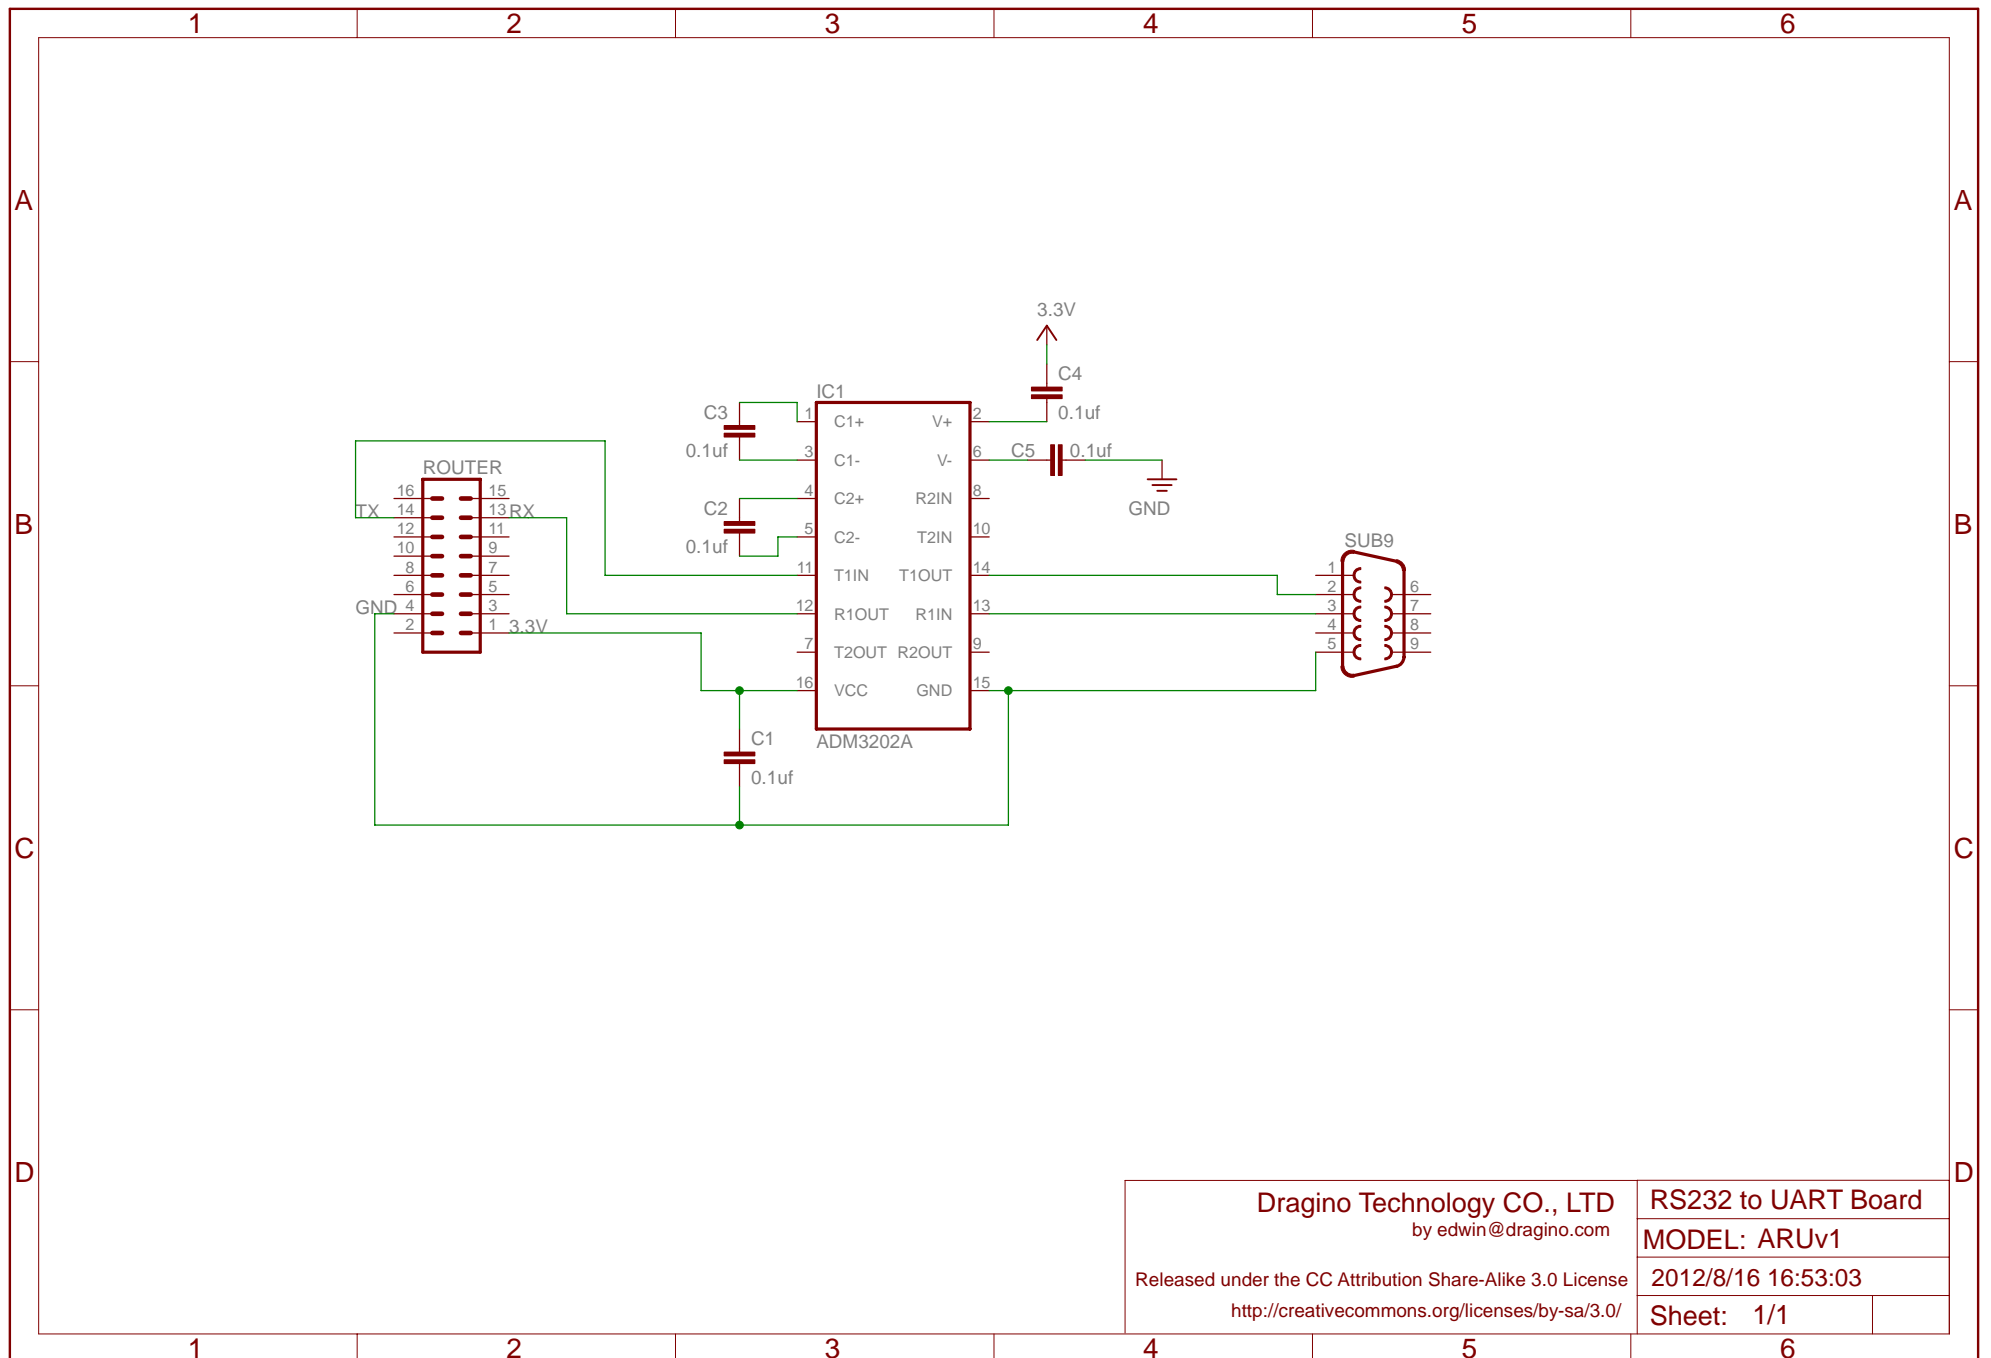 1 2 3 4 5 6
A A
3.3V
C4
0.1uf
IC1
C3
0.1uf
1 C1+ V+ 2
3 C1- V- 6
C5 0.1uf
GND
4 C2+ R2IN 8
C2
0.1uf
5 C2- T2IN 10
11 T1IN T1OUT 14
12 R1OUT R1IN 13
7 T2OUT R2OUT 9
16 VCC GND 15
ADM3202A
C1
0.1uf
ROUTER
16 15
TX 14 13 RX
12 11
10 9
8 7
6 5
GND 4 3
2 1 3.3V
B B
SUB9
1
2 6
3 7
4 8
5 9
C C
D D
Dragino Technology CO., LTD
by edwin@dragino.com
Released under the CC Attribution Share-Alike 3.0 License
http://creativecommons.org/licenses/by-sa/3.0/
RS232 to UART Board
MODEL: ARUv1
2012/8/16 16:53:03
Sheet: 1/1
1 2 3 4 5 6